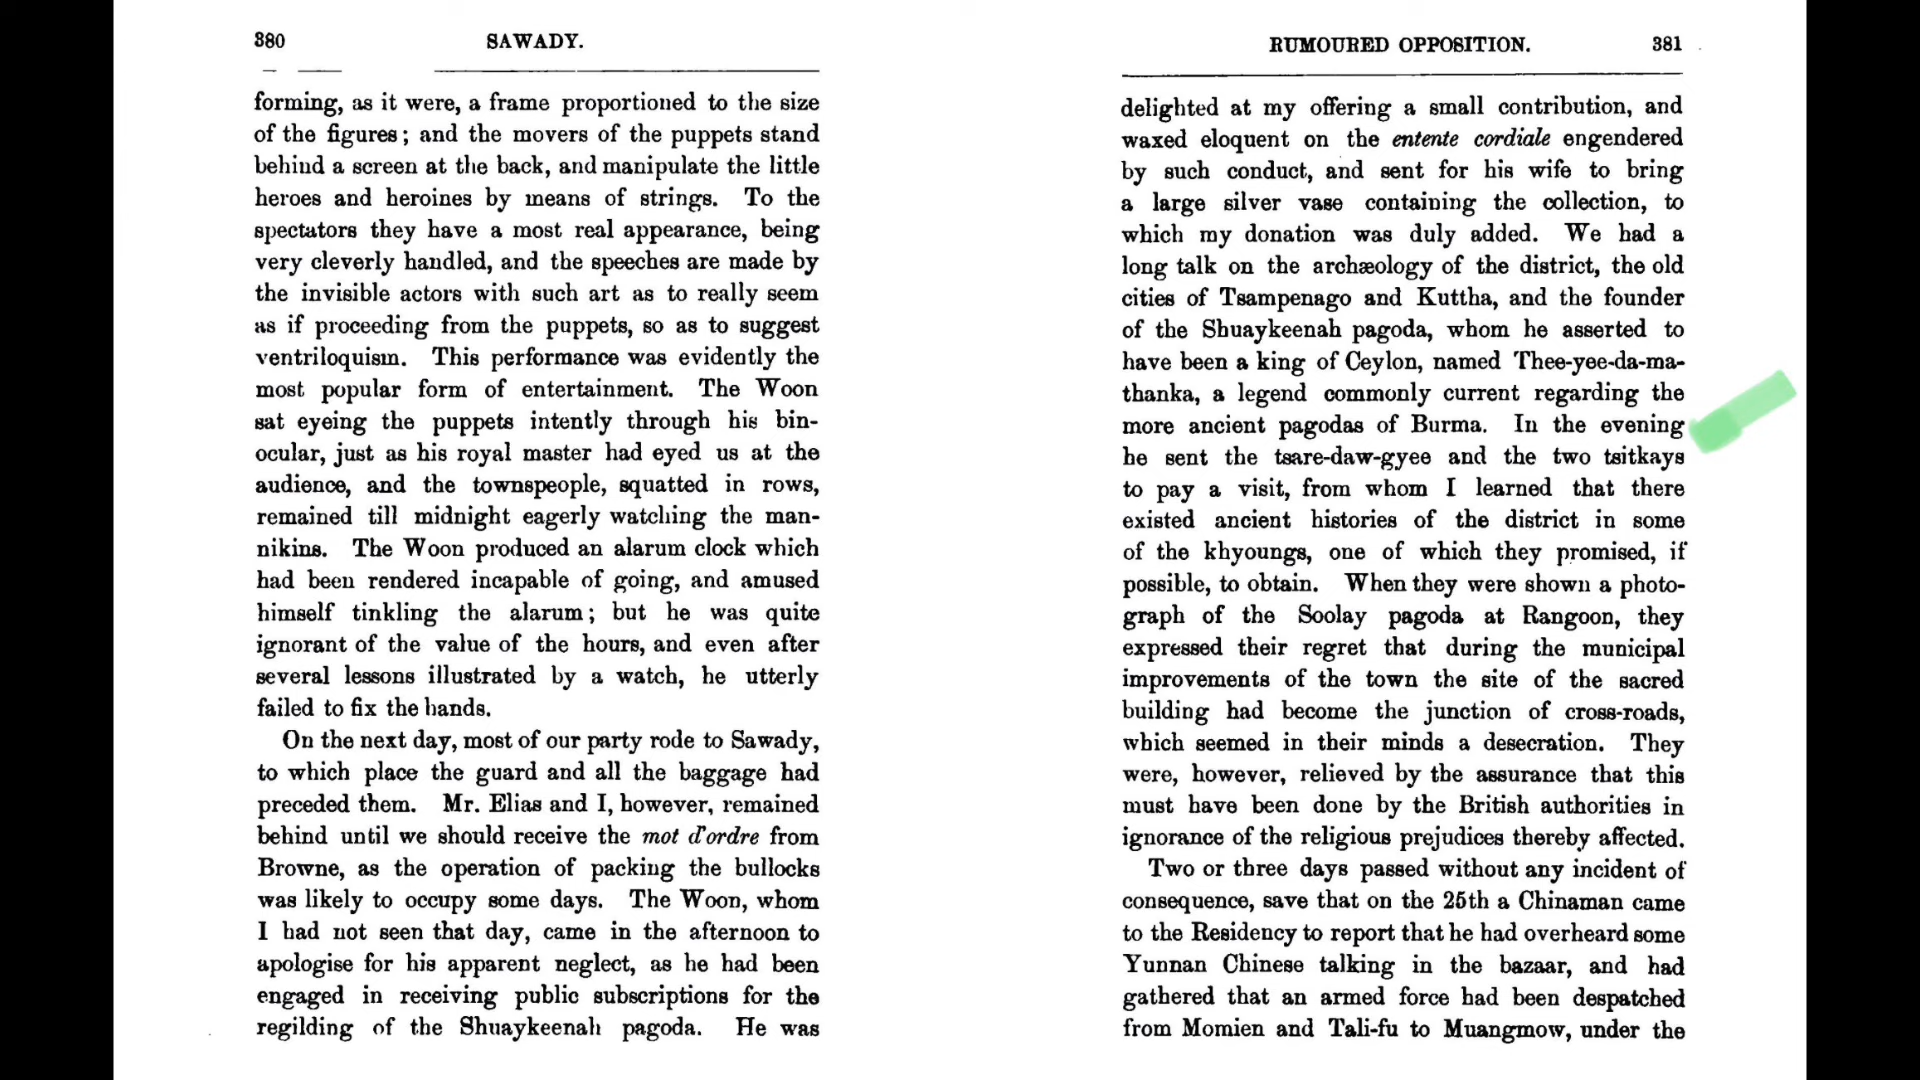 380
SAWADY.
forming, as it were, a frame proportioned to the size
of the figures; and the movers of the puppets stand
behind a screen at the back, and manipulate the little
heroes and heroines by means of strings. To the
spectators they have a most real appearance, being
very cleverly handled, and the speeches are made by
the invisible actors with such art as to really seem
as if proceeding from the puppets, so as to suggest
ventriloquism. This performance was evidently the
most popular form of entertainment. The Woon
sat eyeing the puppets intently through his bin-
ocular, just as his royal master had eyed us at the
audience, and the townspeople, squatted in rows,
remained till midnight eagerly watching the man-
nikins. The Woon produced an alarum clock which
had been rendered incapable of going, and amused
himself tinkling the alarum; but he was quite
ignorant of the value of the hours, and even after
several lessons illustrated by a watch, he utterly
failed to fix the hands.
On the next day, most of our party rode to Sawady,
to which place the guard and all the baggage had
preceded them. Mr. Elias and I, however, remained
behind until we should receive the mot d'ordre from
Browne, as the operation of packing the bullocks
was likely to occupy some days. The Woon, whom
I had not seen that day, came in the afternoon to
apologise for his apparent neglect, as he had been
engaged in receiving public subscriptions for the
regilding of the Shuaykeenah pagoda. He was
RUMOURED OPPOSITION.
381
delighted at my offering a small contribution, and
waxed eloquent on the entente cordiale engendered
by such conduct, and sent for his wife to bring
a large silver vase containing the collection, to
which my donation was duly added. We had a
long talk on the archæology of the district, the old
cities of Tsampenago and Kuttha, and the founder
of the Shuaykeenah pagoda, whom he asserted to
have been a king of Ceylon, named Thee-yee-da-ma-
thanka, a legend commonly current regarding the
more ancient pagodas of Burma. In the evening
he sent the tsare-daw-gyee and the two tsitkays
to pay a visit, from whom I learned that there
existed ancient histories of the district in some
of the khyoungs, one of which they promised, if
possible, to obtain. When they were shown a photo-
graph of the Soolay pagoda at Rangoon, they
expressed their regret that during the municipal
improvements of the town the site of the sacred
building had become the junction of cross-roads,
which seemed in their minds a desecration. They
were, however, relieved by the assurance that this
must have been done by the British authorities in
ignorance of the religious prejudices thereby affected.
Two or three days passed without any incident of
consequence, save that on the 25th a Chinaman came
to the Residency to report that he had overheard some
Yunnan Chinese talking in the bazaar, and had
gathered that an armed force had been despatched
from Momien and Tali-fu to Muangmow, under the